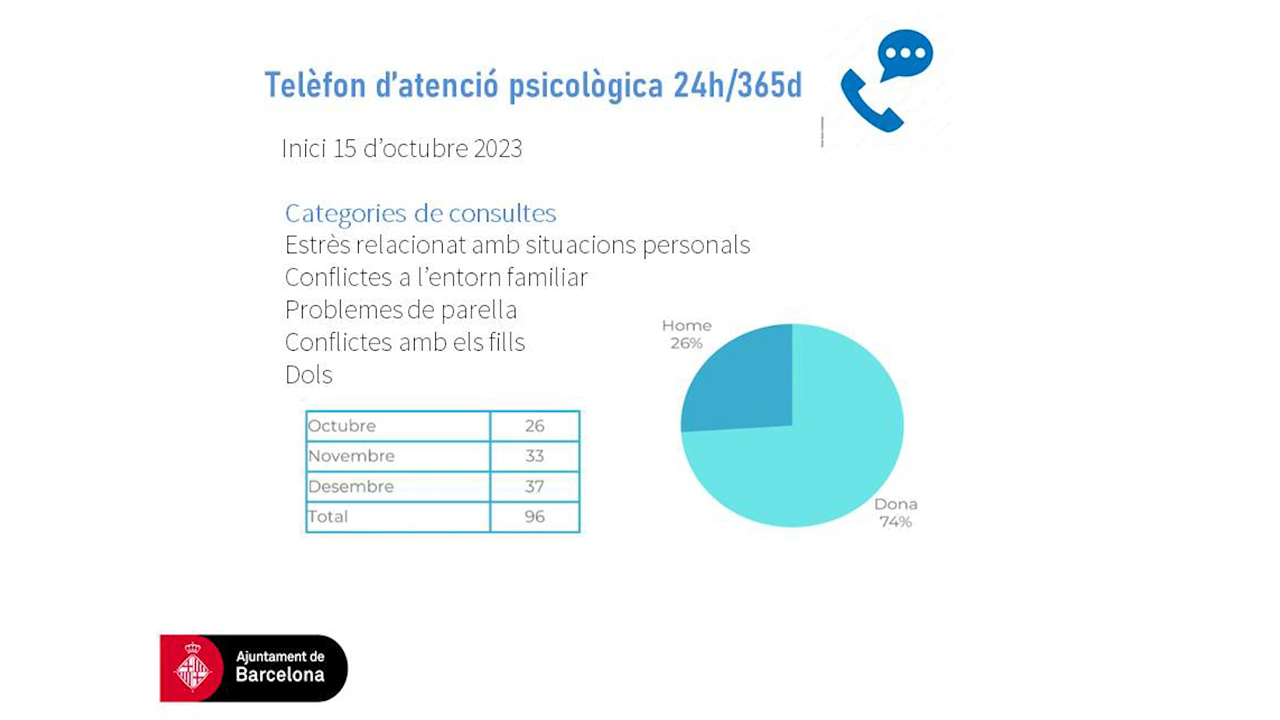 Telèfon d'atenció psicològica 24h/365d
Inici 15 d'octubre 2023
Categories de consultes
Estrès relacionat amb situacions personals
Conflictes a l'entorn familiar
Problemes de parella
Conflictes amb els fills
Dols
Octubre 26
Novembre 33
Desembre 37
Total 96
Home
26%
Dona
74%
Ajuntament de
Barcelona